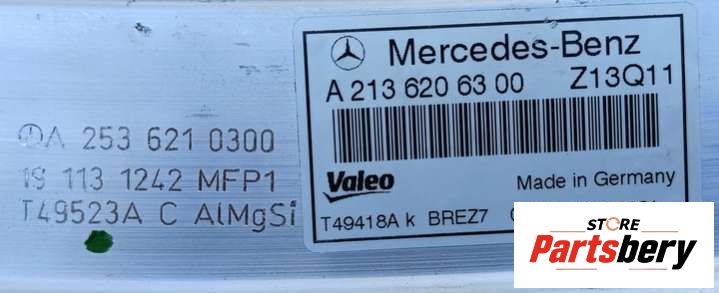 A 253 621 0300
19 113 1242 MFP1
T49523A C AlMgSi
Mercedes-Benz
A 213 620 63 00 Z13Q11
Valeo Made in Germany
T49418A k BREZ7
STORE
Partsbery